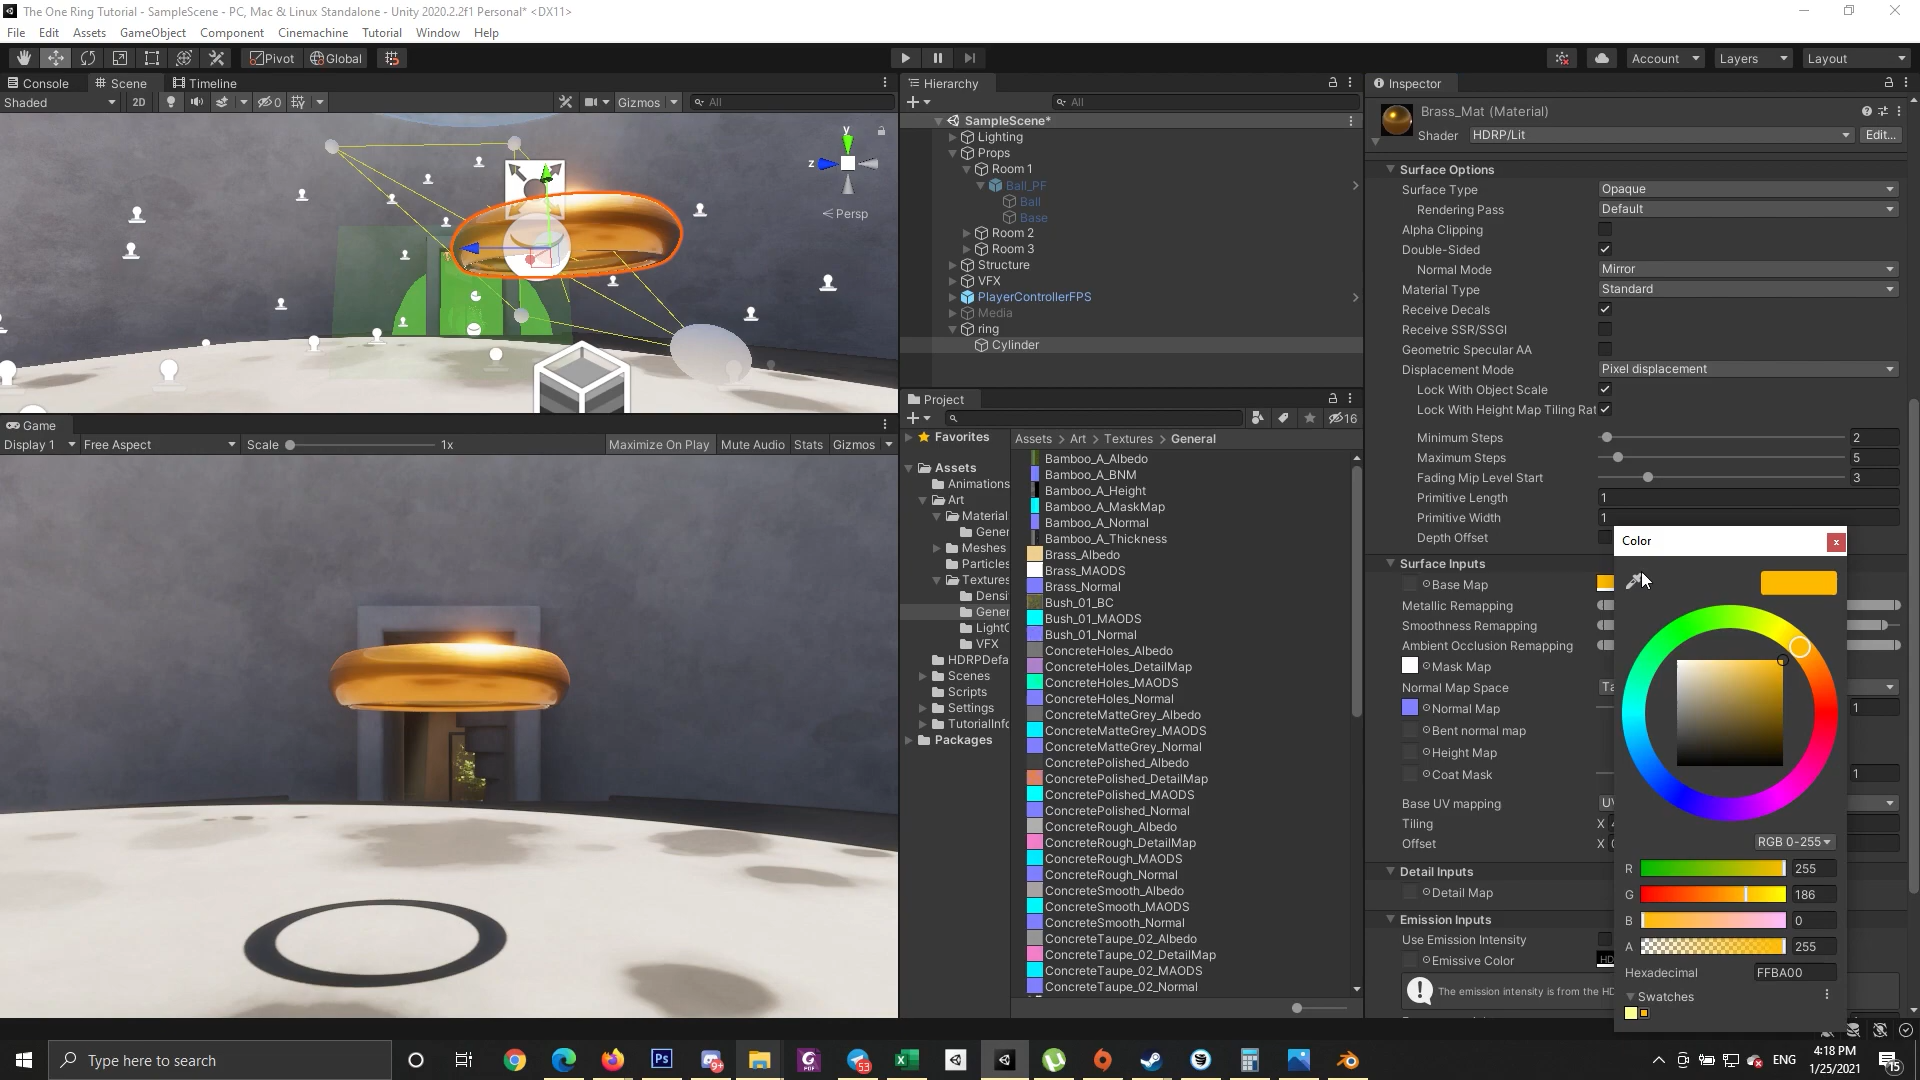 The One Ring Tutorial - SampleScene - PC, Mac & Linux Standalone - Unity 2020.2.2f1 Personal* <DX11>
File Edit Assets GameObject Component Cinemachine Tutorial Window Help
Pivot Global Account Layers Layout
Console Scene Timeline
Shaded 2D 0 Gizmos All
y
z
Persp
Game
Display 1 Free Aspect Scale 1x Maximize On Play Mute Audio Stats Gizmos
Hierarchy
All
SampleScene*
Lighting
Props
Room 1
Ball_PF
Ball
Base
Room 2
Room 3
Structure
VFX
PlayerControllerFPS
Media
ring
Cylinder
Project
16
Favorites
Assets
Animations
Art
Material
Gener
Meshes
Particles
Textures
Densi
Gener
LightC
VFX
HDRPDefa
Scenes
Scripts
Settings
TutorialInfo
Packages
Assets > Art > Textures > General
Bamboo_A_Albedo
Bamboo_A_BNM
Bamboo_A_Height
Bamboo_A_MaskMap
Bamboo_A_Normal
Bamboo_A_Thickness
Brass_Albedo
Brass_MAODS
Brass_Normal
Bush_01_BC
Bush_01_MAODS
Bush_01_Normal
ConcreteHoles_Albedo
ConcreteHoles_DetailMap
ConcreteHoles_MAODS
ConcreteHoles_Normal
ConcreteMatteGrey_Albedo
ConcreteMatteGrey_MAODS
ConcreteMatteGrey_Normal
ConcretePolished_Albedo
ConcretePolished_DetailMap
ConcretePolished_MAODS
ConcretePolished_Normal
ConcreteRough_Albedo
ConcreteRough_DetailMap
ConcreteRough_MAODS
ConcreteRough_Normal
ConcreteSmooth_Albedo
ConcreteSmooth_MAODS
ConcreteSmooth_Normal
ConcreteTaupe_02_Albedo
ConcreteTaupe_02_DetailMap
ConcreteTaupe_02_MAODS
ConcreteTaupe_02_Normal
Inspector
Brass_Mat (Material)
Shader HDRP/Lit Edit...
Surface Options
Surface Type Opaque
Rendering Pass Default
Alpha Clipping
Double-Sided
Normal Mode Mirror
Material Type Standard
Receive Decals
Receive SSR/SSGI
Geometric Specular AA
Displacement Mode Pixel displacement
Lock With Object Scale
Lock With Height Map Tiling Rat
Minimum Steps 2
Maximum Steps 5
Fading Mip Level Start 3
Primitive Length 1
Primitive Width 1
Depth Offset
Surface Inputs
Base Map
Metallic Remapping
Smoothness Remapping
Ambient Occlusion Remapping
Mask Map
Normal Map Space Ta
Normal Map 1
Bent normal map
Height Map
Coat Mask 1
Base UV mapping UV
Tiling X
Offset X
Detail Inputs
Detail Map
Emission Inputs
Use Emission Intensity
Emissive Color HD
The emission intensity is from the HD
Color
x
RGB 0-255
R 255
G 186
B 0
A 255
Hexadecimal FFBA00
Swatches
Type here to search
Ps
9+
PDF
53
ENG
4:18 PM
1/25/2021
15